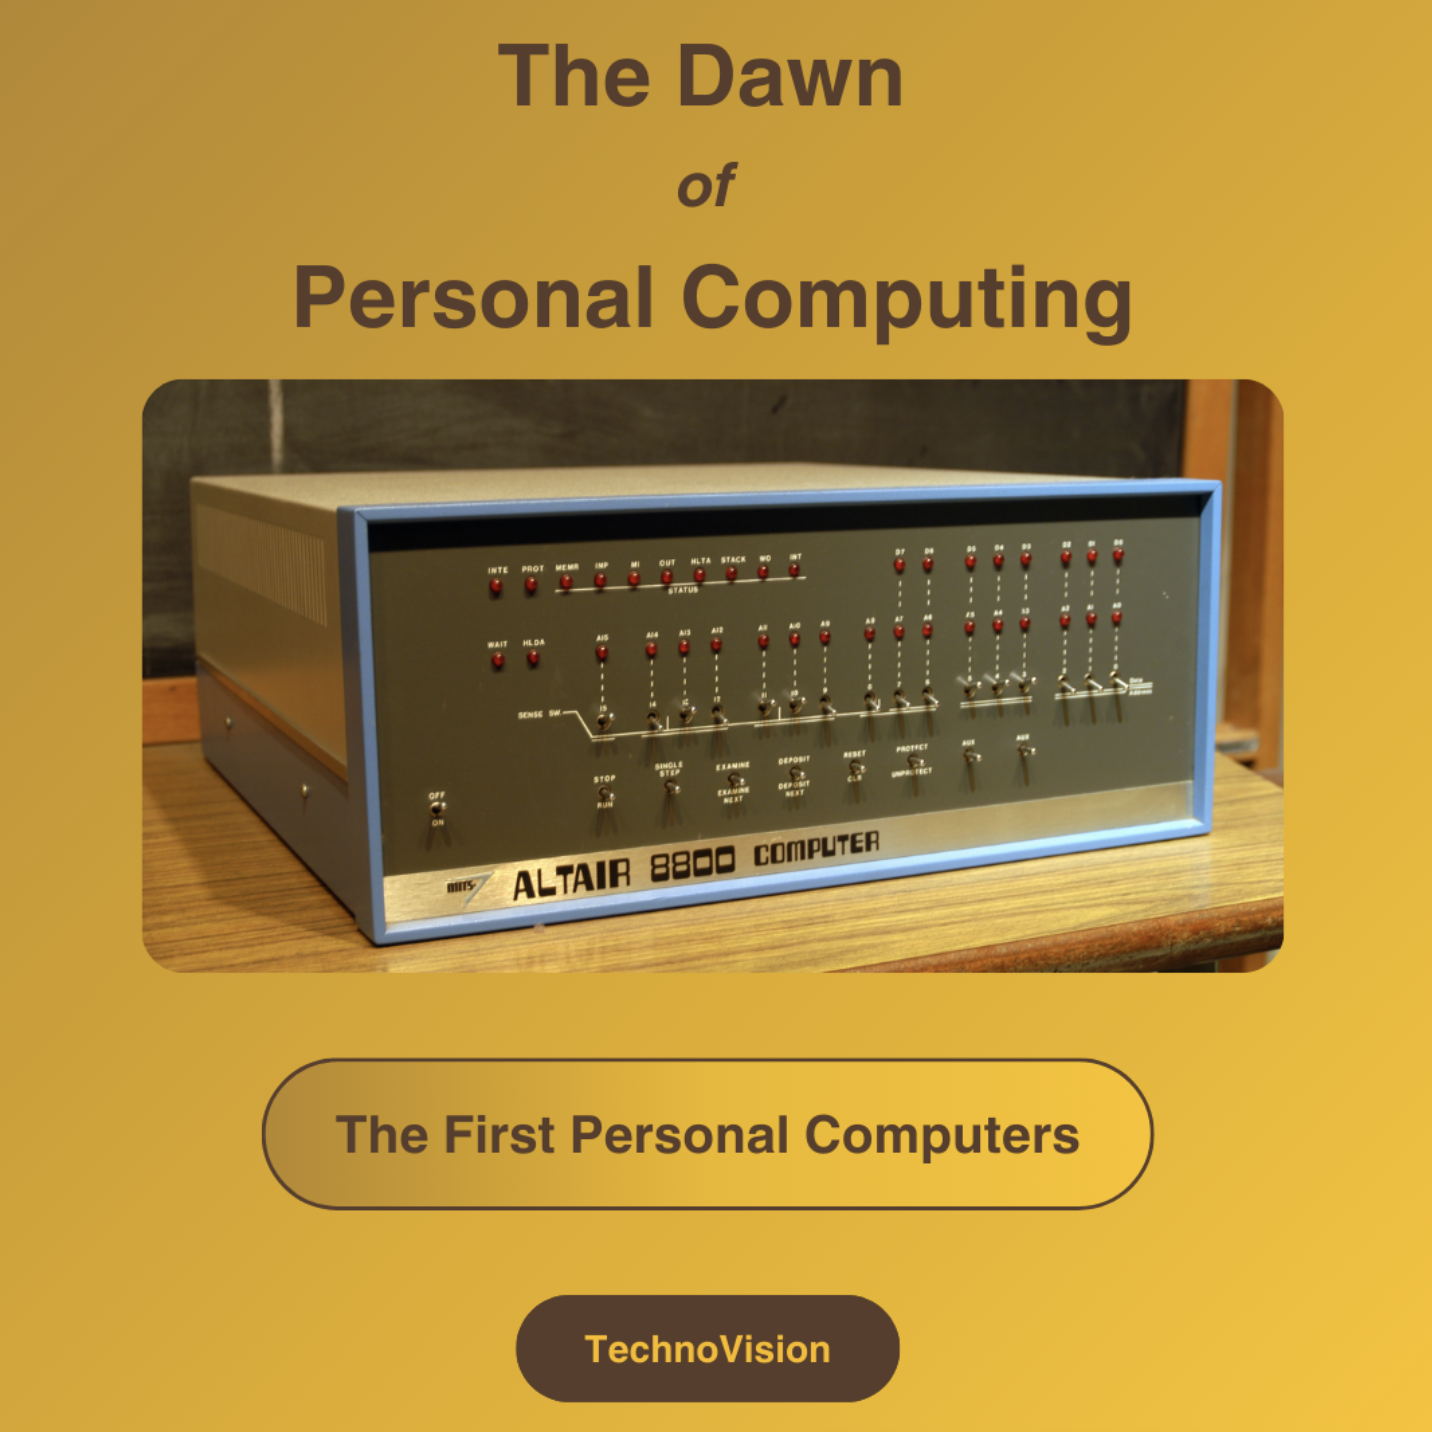 The Dawn
of
Personal Computing
INTE PROT MEMR INP MI OUT HLTA STACK WO INT
D7 D6 D5 D4 D3 D2 D1 D0
STATUS
WAIT HLDA
A15 A14 A13 A12 A11 A10 A9 A8 A7 A6 A5 A4 A3 A2 A1 A0
SENSE SW.
OFF
ON
STOP
RUN
SINGLE
STEP
EXAMINE
EXAMINE
NEXT
DEPOSIT
DEPOSIT
NEXT
RESET
CLR
PROTECT
UNPROTECT
AUX
AUX
mits
ALTAIR 8800 COMPUTER
The First Personal Computers
TechnoVision